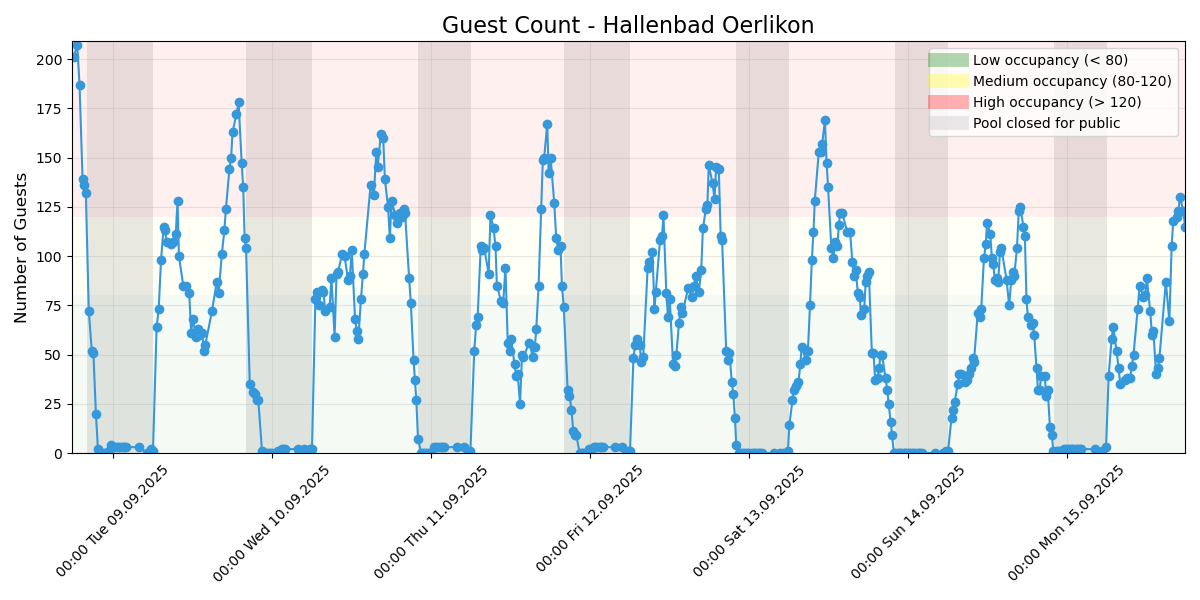 Guest Count - Hallenbad Oerlikon
Number of Guests
200
175
150
125
100
75
50
25
0
Low occupancy (< 80)
Medium occupancy (80-120)
High occupancy (> 120)
Pool closed for public
00:00 Tue 09.09.2025
00:00 Wed 10.09.2025
00:00 Thu 11.09.2025
00:00 Fri 12.09.2025
00:00 Sat 13.09.2025
00:00 Sun 14.09.2025
00:00 Mon 15.09.2025